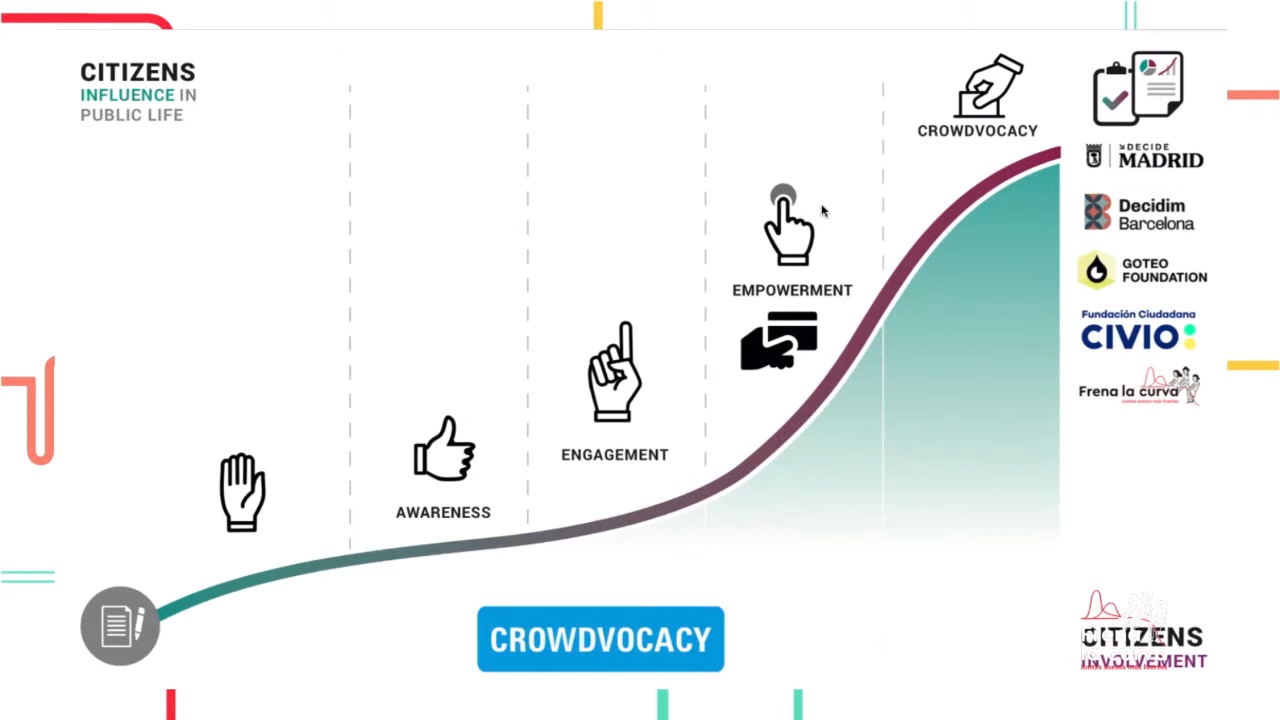 CITIZENS
INFLUENCE IN
PUBLIC LIFE
CROWDVOCACY
DECIDE
MADRID
Decidim
Barcelona
GOTEO
FOUNDATION
EMPOWERMENT
Fundación Ciudadana
CIVIO
Frena la curva
ENGAGEMENT
AWARENESS
CROWDVOCACY
CITIZENS
INVOLVEMENT